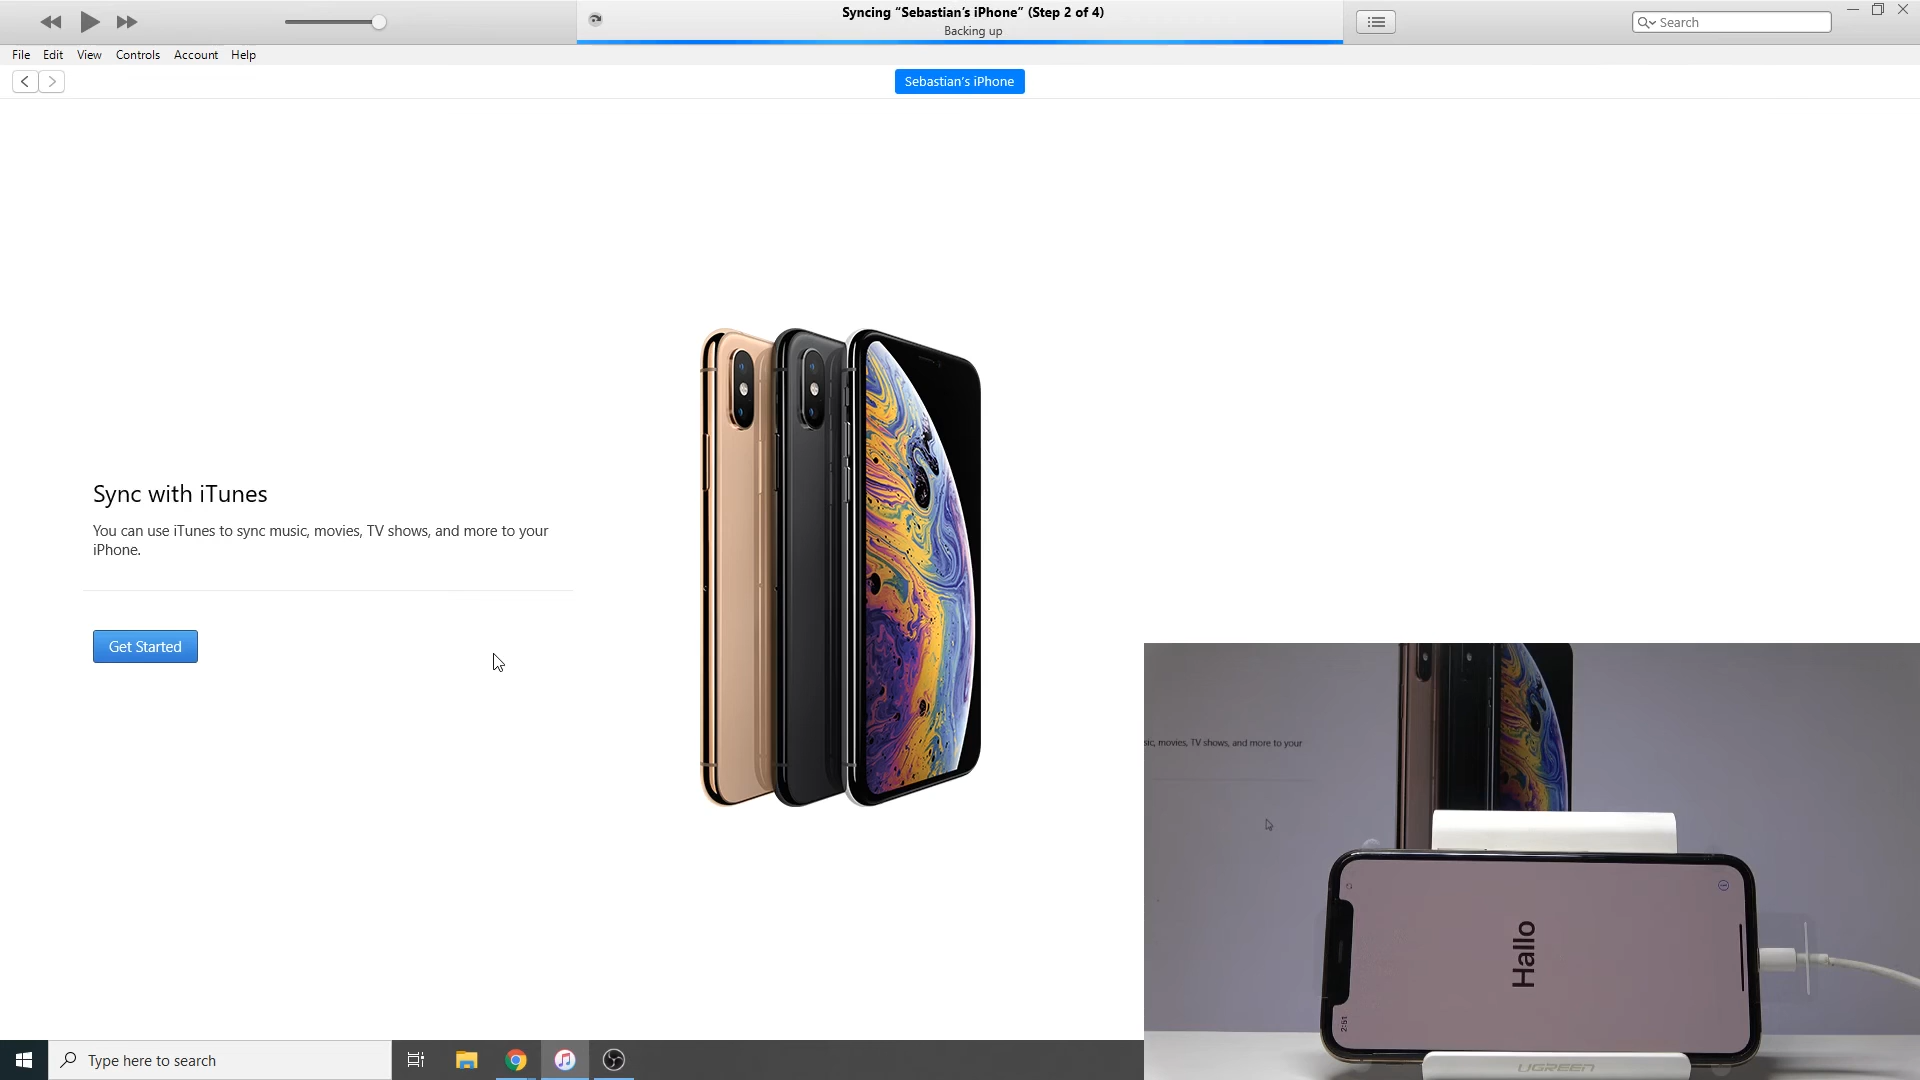 Syncing “Sebastian’s iPhone” (Step 2 of 4)
Backing up
Search
File Edit View Controls Account Help
Sebastian’s iPhone
Sync with iTunes
You can use iTunes to sync music, movies, TV shows, and more to your
iPhone.
Get Started
sic, movies, TV shows, and more to your
Hallo
2:51
UGREEN
Type here to search